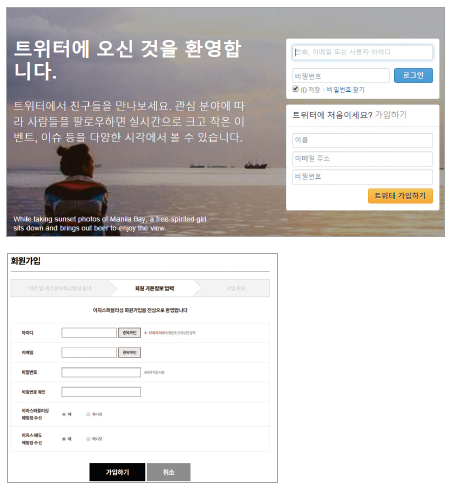 트위터에 오신 것을 환영합
니다.
트위터에서 친구들을 만나보세요. 관심 분야에 따
라 사람들을 팔로우하면 실시간으로 크고 작은 이
벤트, 이슈 등을 다양한 시각에서 볼 수 있습니다.
While taking sunset photos of Manila Bay, a free spirited girl
sits down and brings out beer to enjoy the view.
이메일 또는 사용자 아이디
비밀번호
로그인
ID 저장 · 비밀번호 찾기
트위터에 처음이세요? 가입하기
이름
이메일 주소
비밀번호
트위터 가입하기
회원가입
회원 기본정보 입력
가입 완료
이지스퍼블리싱 회원가입을 진심으로 환영합니다
아이디
중복확인
이메일
중복확인
비밀번호
비밀번호 확인
이지스퍼블리싱
메일링 수신
예
아니오
이지스 에듀
메일링 수신
예
아니오
가입하기
취소